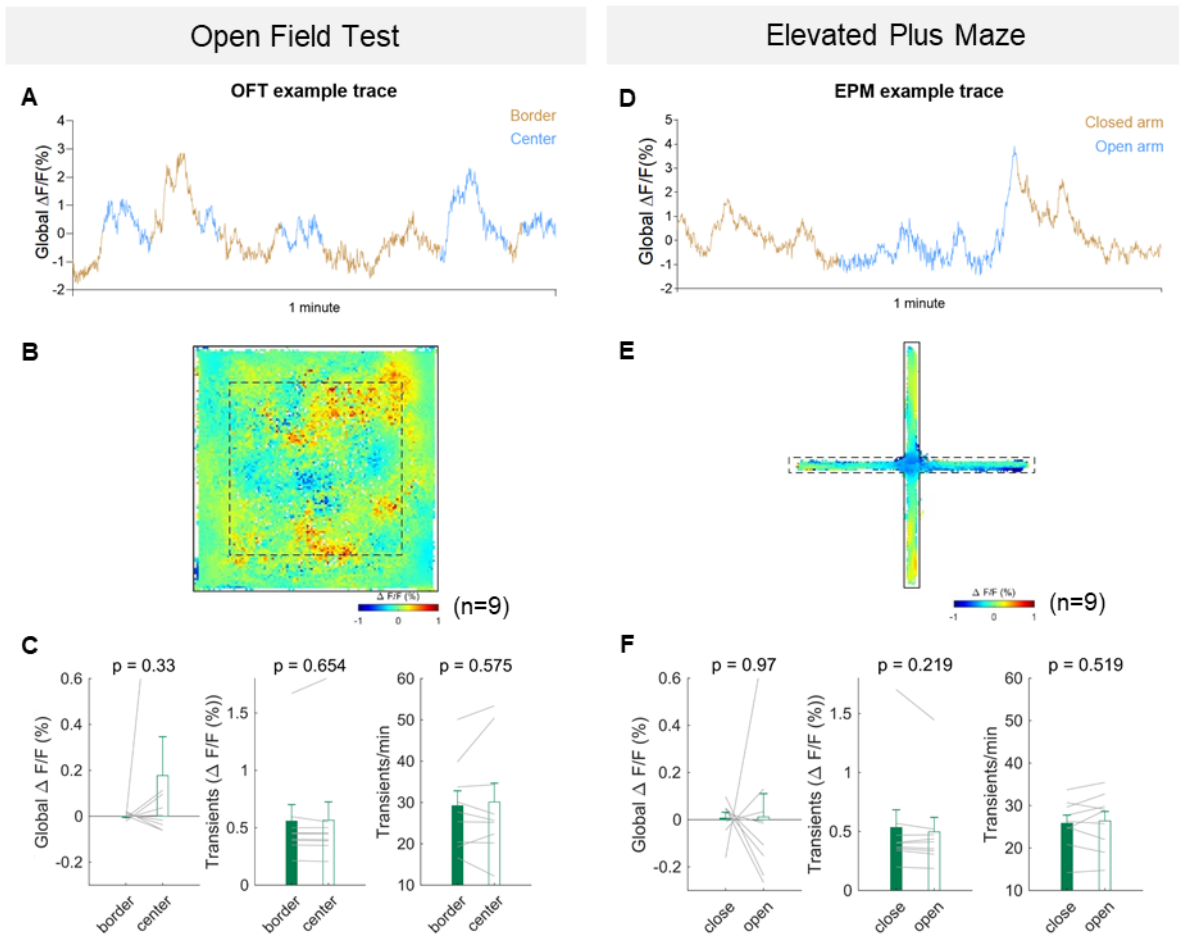 Open Field Test
Elevated Plus Maze
A
OFT example trace
Border
Center
Global ΔF/F(%)
4
3
2
1
0
-1
-2
1 minute
D
EPM example trace
Closed arm
Open arm
Global ΔF/F(%)
5
4
3
2
1
0
-1
-2
1 minute
B
Δ F/F (%)
-1 0 1
(n=9)
E
Δ F/F (%)
-1 0 1
(n=9)
C
p = 0.33
Global Δ F/F (%)
0.6
0.4
0.2
0
-0.2
border center
p = 0.654
Transients (Δ F/F (%))
1.5
1
0.5
0
border center
p = 0.575
Transients/min
60
50
40
30
20
10
border center
F
p = 0.97
Global Δ F/F (%)
0.6
0.4
0.2
0
-0.2
close open
p = 0.219
Transients (Δ F/F (%))
1.5
1
0.5
0
close open
p = 0.519
Transients/min
60
50
40
30
20
10
close open